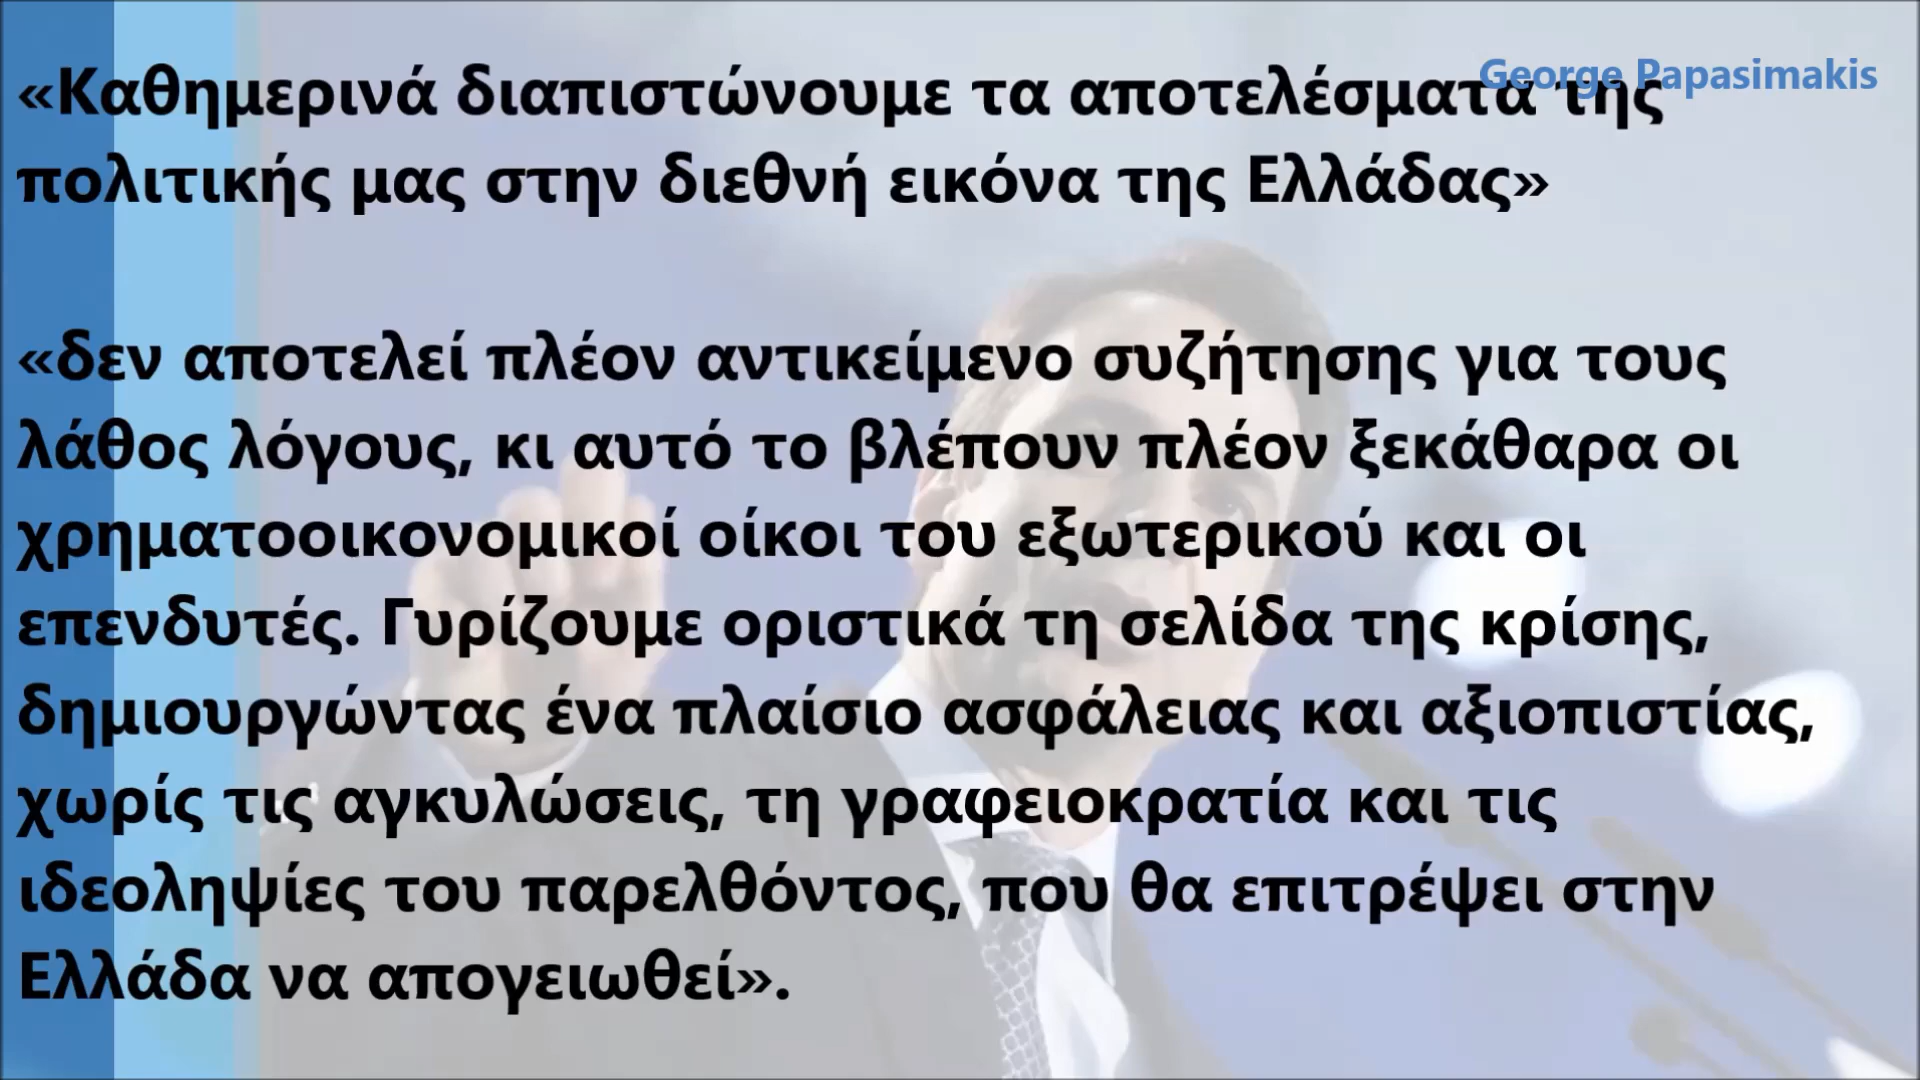 George Papasimakis
«Καθημερινά διαπιστώνουμε τα αποτελέσματα της
πολιτικής μας στην διεθνή εικόνα της Ελλάδας»
«δεν αποτελεί πλέον αντικείμενο συζήτησης για τους
λάθος λόγους, κι αυτό το βλέπουν πλέον ξεκάθαρα οι
χρηματοοικονομικοί οίκοι του εξωτερικού και οι
επενδυτές. Γυρίζουμε οριστικά τη σελίδα της κρίσης,
δημιουργώντας ένα πλαίσιο ασφάλειας και αξιοπιστίας,
χωρίς τις αγκυλώσεις, τη γραφειοκρατία και τις
ιδεοληψίες του παρελθόντος, που θα επιτρέψει στην
Ελλάδα να απογειωθεί».